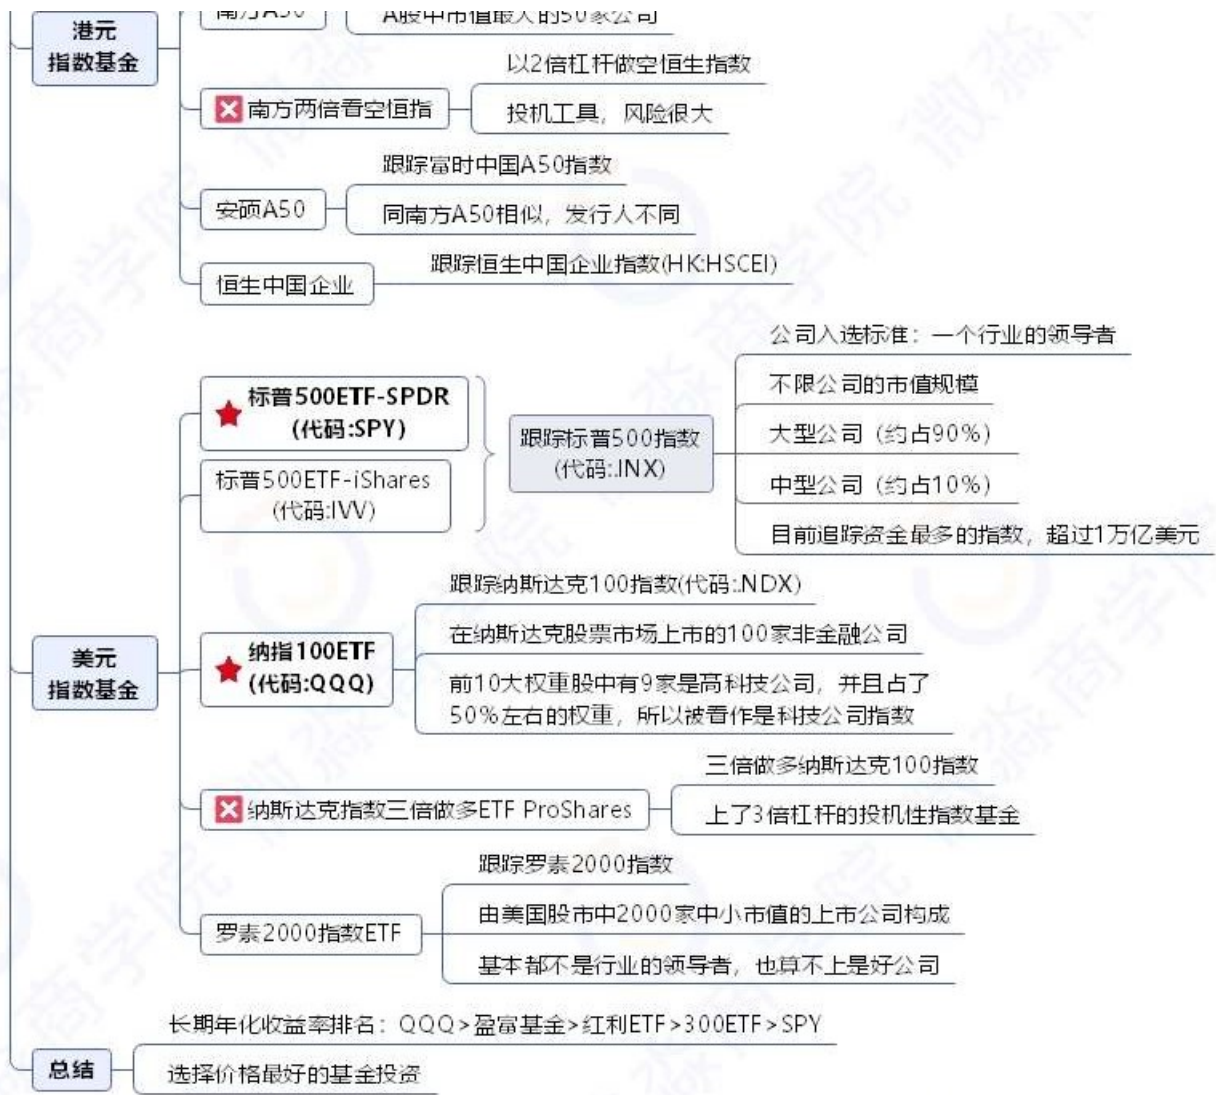 港元
指数基金
南方A50
A股中市值最大的50家公司
南方两倍看空恒指
以2倍杠杆做空恒生指数
投机工具，风险很大
安硕A50
跟踪富时中国A50指数
同南方A50相似，发行人不同
恒生中国企业
跟踪恒生中国企业指数(HK:HSCEI)
美元
指数基金
标普500ETF-SPDR
(代码:SPY)
标普500ETF-iShares
(代码:IVV)
跟踪标普500指数
(代码:.INX)
公司入选标准：一个行业的领导者
不限公司的市值规模
大型公司（约占90%）
中型公司（约占10%）
目前追踪资金最多的指数，超过1万亿美元
纳指100ETF
(代码:QQQ)
跟踪纳斯达克100指数(代码:.NDX)
在纳斯达克股票市场上市的100家非金融公司
前10大权重股中有9家是高科技公司，并且占了
50%左右的权重，所以被看作是科技公司指数
纳斯达克指数三倍做多ETF ProShares
三倍做多纳斯达克100指数
上了3倍杠杆的投机性指数基金
罗素2000指数ETF
跟踪罗素2000指数
由美国股市中2000家中小市值的上市公司构成
基本都不是行业的领导者，也算不上是好公司
总结
长期年化收益率排名：QQQ>盈富基金>红利ETF>300ETF>SPY
选择价格最好的基金投资
微淼商学院